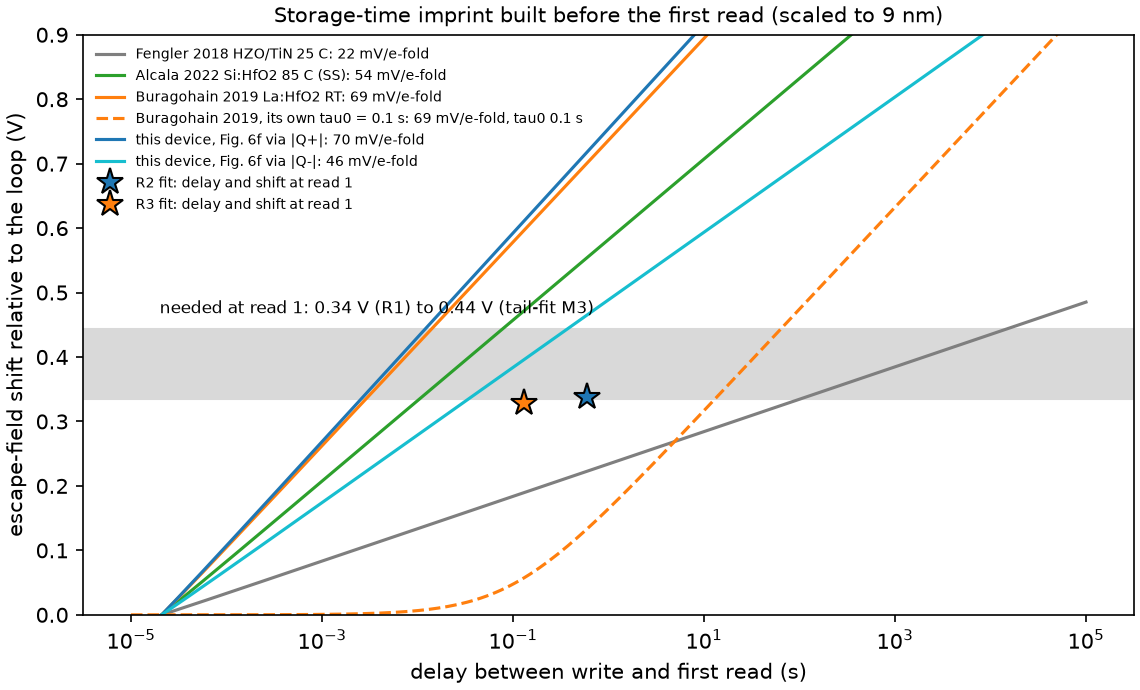 Storage-time imprint built before the first read (scaled to 9 nm)
Fengler 2018 HZO/TiN 25 C: 22 mV/e-fold
Alcala 2022 Si:HfO2 85 C (SS): 54 mV/e-fold
Buragohain 2019 La:HfO2 RT: 69 mV/e-fold
Buragohain 2019, its own tau0 = 0.1 s: 69 mV/e-fold, tau0 0.1 s
this device, Fig. 6f via |Q+|: 70 mV/e-fold
this device, Fig. 6f via |Q-|: 46 mV/e-fold
R2 fit: delay and shift at read 1
R3 fit: delay and shift at read 1
needed at read 1: 0.34 V (R1) to 0.44 V (tail-fit M3)
escape-field shift relative to the loop (V)
0.9
0.8
0.7
0.6
0.5
0.4
0.3
0.2
0.1
0.0
10⁻⁵ 10⁻³ 10⁻¹ 10¹ 10³ 10⁵
delay between write and first read (s)